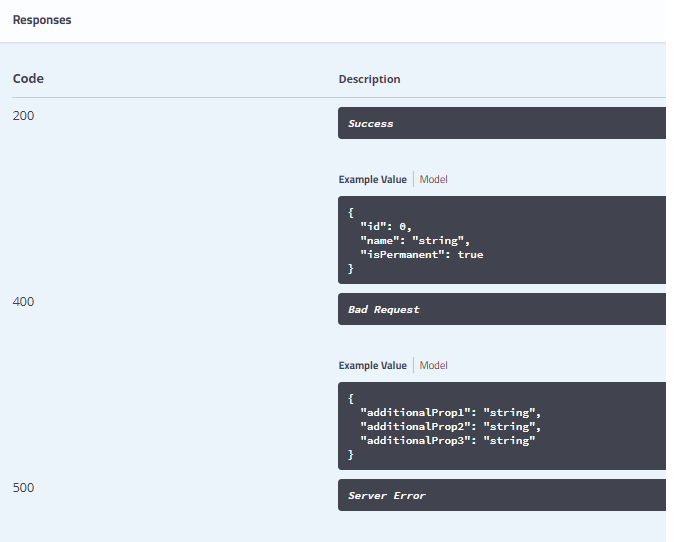 Responses
Code Description
200 Success
Example Value Model
{
"id": 0,
"name": "string",
"isPermanent": true
}
400 Bad Request
Example Value Model
{
"additionalProp1": "string",
"additionalProp2": "string",
"additionalProp3": "string"
}
500 Server Error